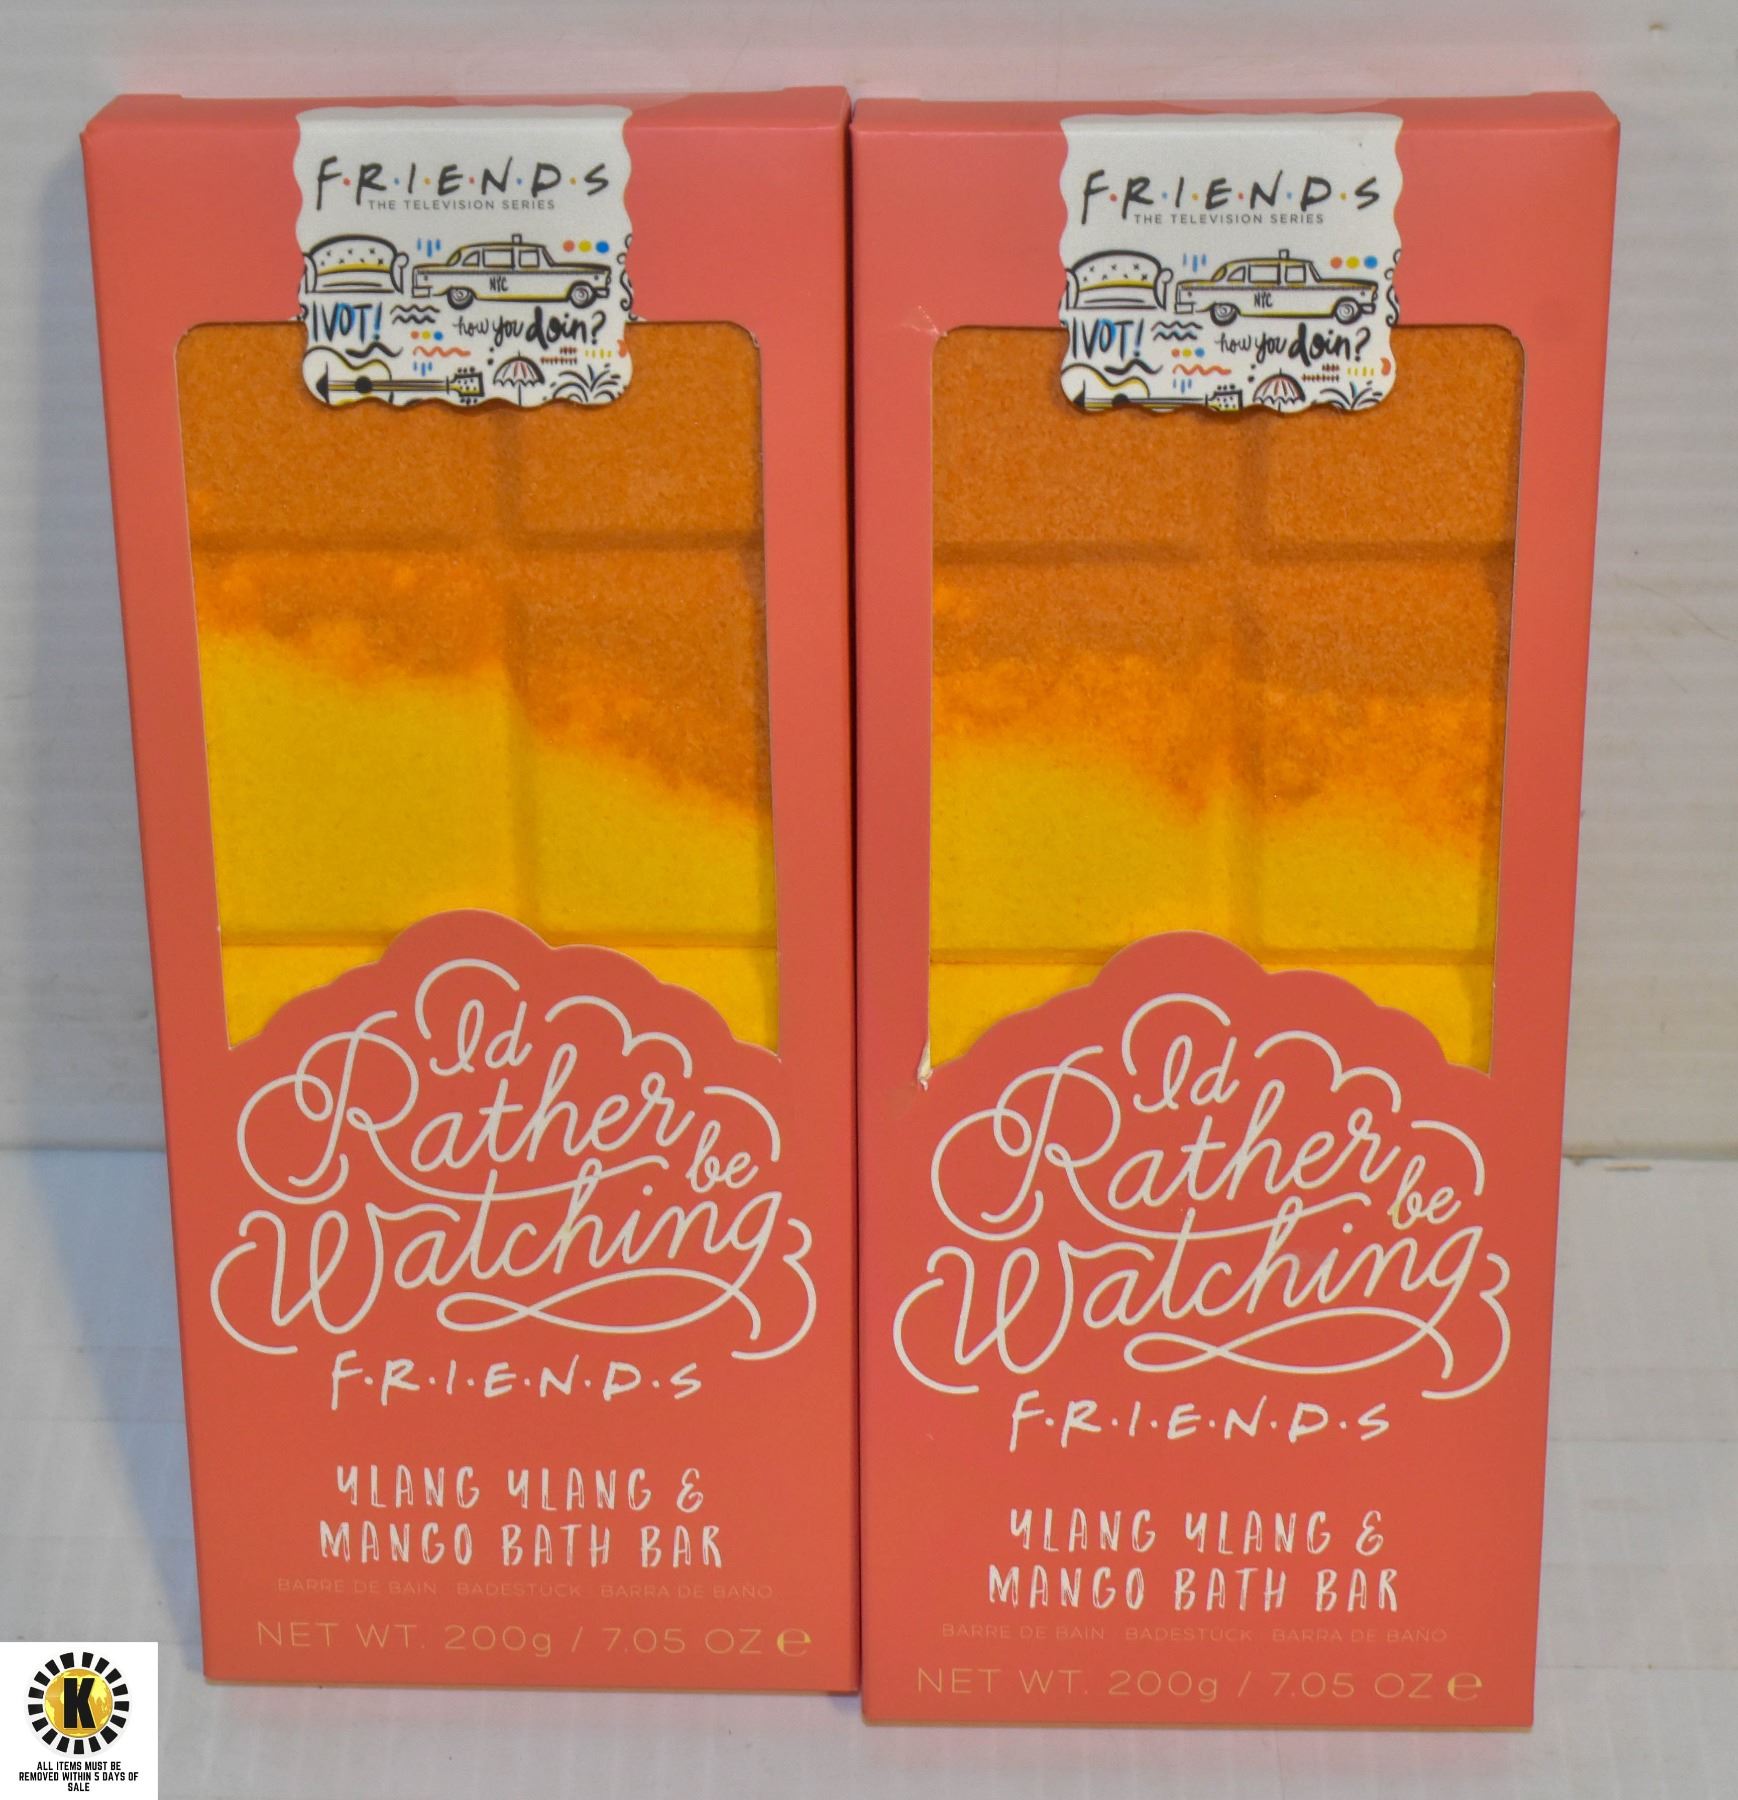 F·R·I·E·N·D·S
THE TELEVISION SERIES
NYC
IVOT!
how you doin?
I'd
Rather be
Watching
F·R·I·E·N·D·S
YLANG YLANG &
MANGO BATH BAR
BARRE DE BAIN BADESTÜCK BARRA DE BAÑO
NET WT. 200g / 7.05 OZ e
F·R·I·E·N·D·S
THE TELEVISION SERIES
NYC
IVOT!
how you doin?
I'd
Rather be
Watching
F·R·I·E·N·D·S
YLANG YLANG &
MANGO BATH BAR
BARRE DE BAIN BADESTÜCK BARRA DE BAÑO
NET WT. 200g / 7.05 OZ e
K
ALL ITEMS MUST BE
REMOVED WITHIN 5 DAYS OF
SALE